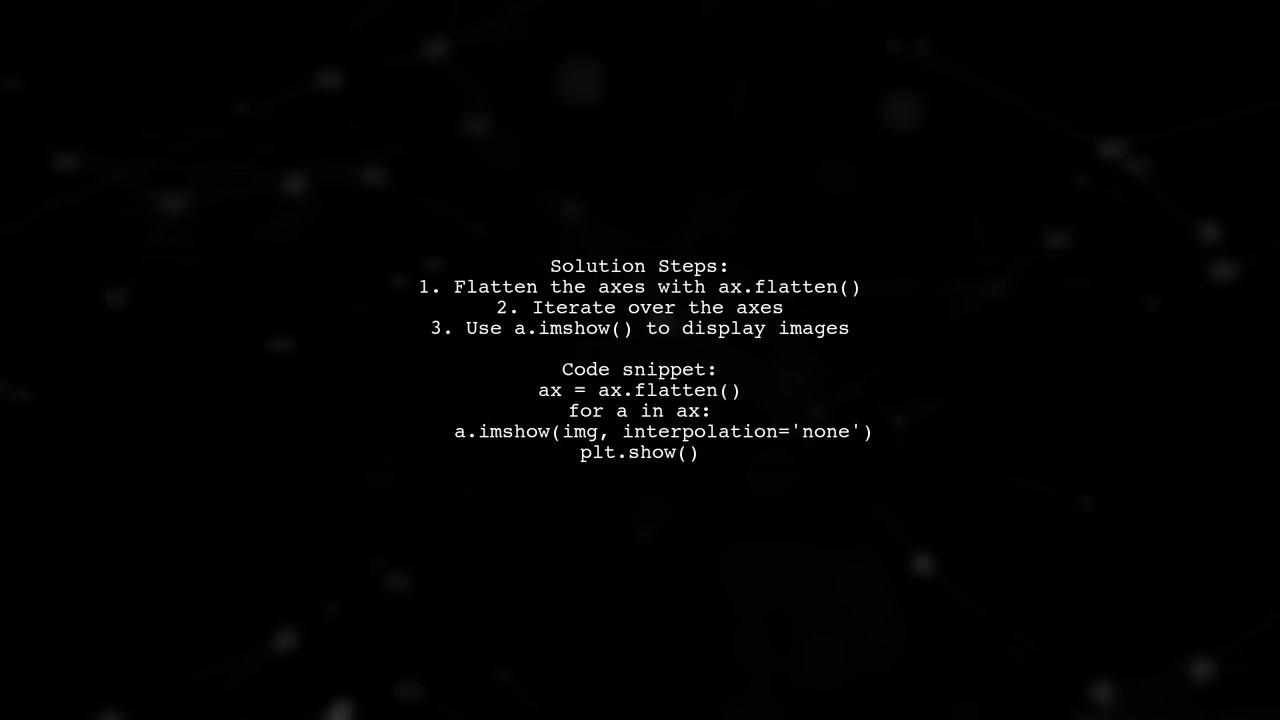 Solution Steps:
1. Flatten the axes with ax.flatten()
2. Iterate over the axes
3. Use a.imshow() to display images
Code snippet:
ax = ax.flatten()
for a in ax:
a.imshow(img, interpolation='none')
plt.show()